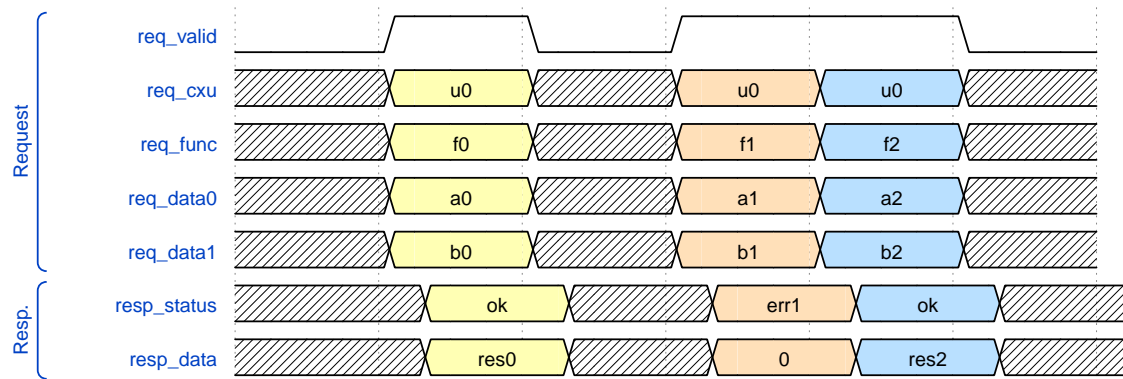 Request
req_valid
req_cxu u0 u0 u0
req_func f0 f1 f2
req_data0 a0 a1 a2
req_data1 b0 b1 b2
Resp.
resp_status ok err1 ok
resp_data res0 0 res2